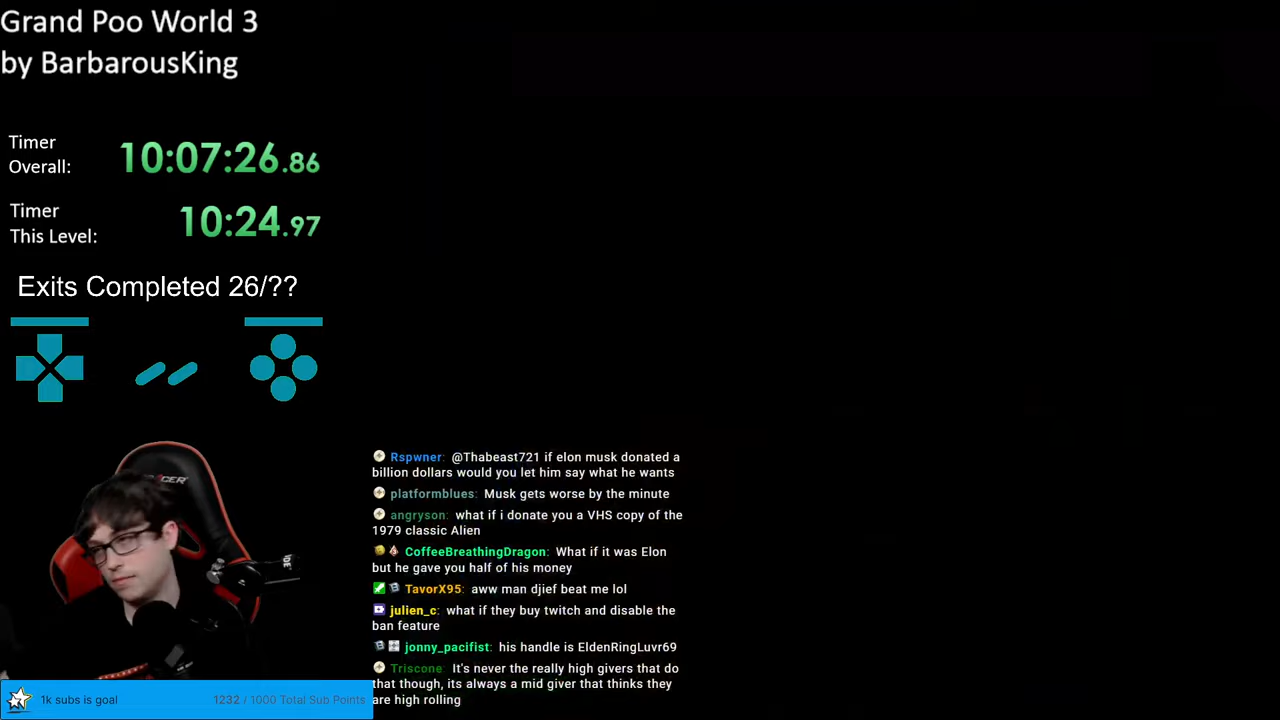 Grand Poo World 3
by BarbarousKing
Timer
Overall:
10:07:26.86
Timer
This Level:
10:24.97
Exits Completed 26/??
Rspwner: @Thabeast721 if elon musk donated a
billion dollars would you let him say what he wants
platformblues: Musk gets worse by the minute
angryson: what if i donate you a VHS copy of the
1979 classic Alien
CoffeeBreathingDragon: What if it was Elon
but he gave you half of his money
TavorX95: aww man djief beat me lol
julien_c: what if they buy twitch and disable the
ban feature
jonny_pacifist: his handle is EldenRingLuvr69
Triscone: It's never the really high givers that do
that though, its always a mid giver that thinks they
are high rolling
1k subs is goal
1232 / 1000 Total Sub Points